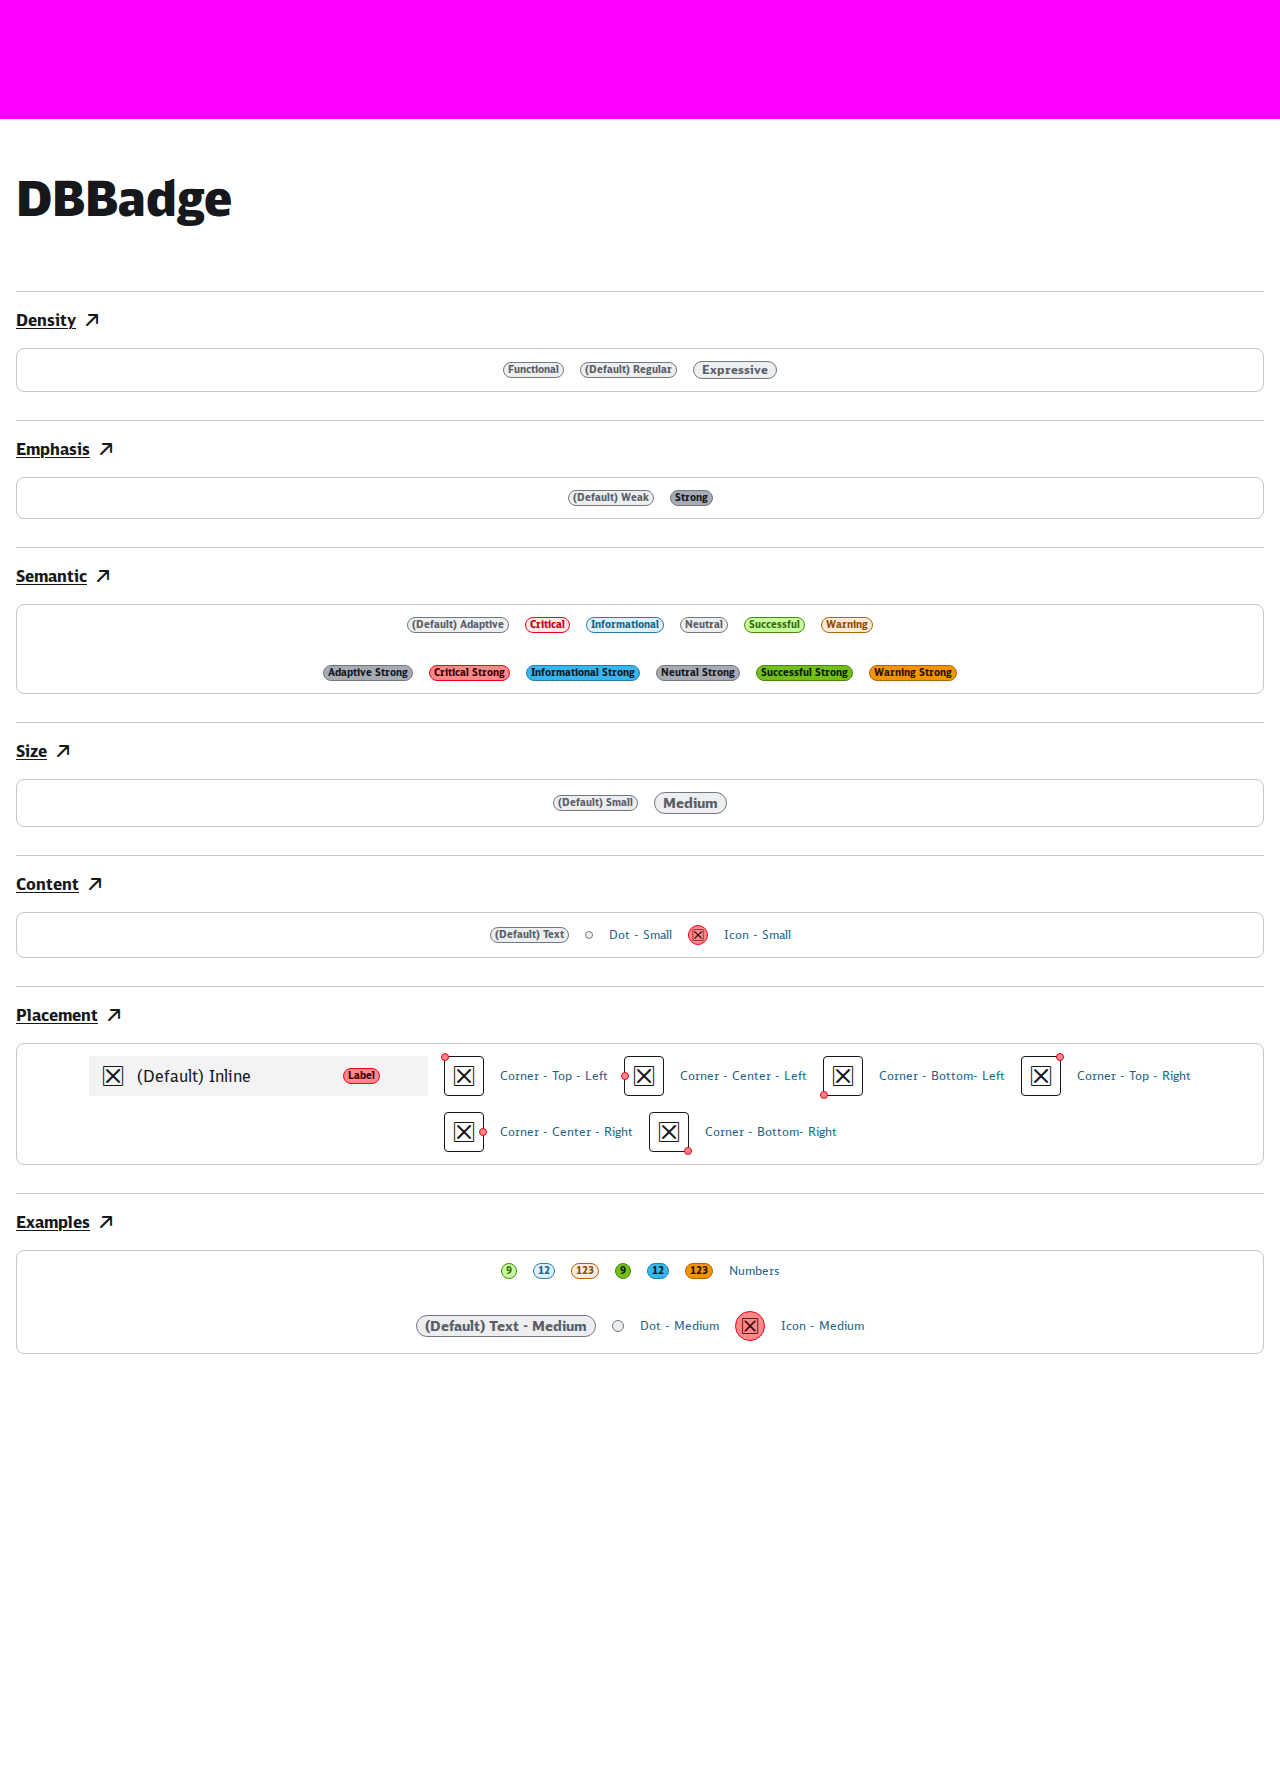 DBBadge
Density
Functional (Default) Regular Expressive
Emphasis
(Default) Weak Strong
Semantic
(Default) Adaptive Critical Informational Neutral Successful Warning
Adaptive Strong Critical Strong Informational Strong Neutral Strong Successful Strong Warning Strong
Size
(Default) Small Medium
Content
(Default) Text Dot - Small Icon - Small
Placement
(Default) Inline Label Corner - Top - Left Corner - Center - Left Corner - Bottom- Left Corner - Top - Right
Corner - Center - Right Corner - Bottom- Right
Examples
9 12 123 9 12 123 Numbers
(Default) Text - Medium Dot - Medium Icon - Medium